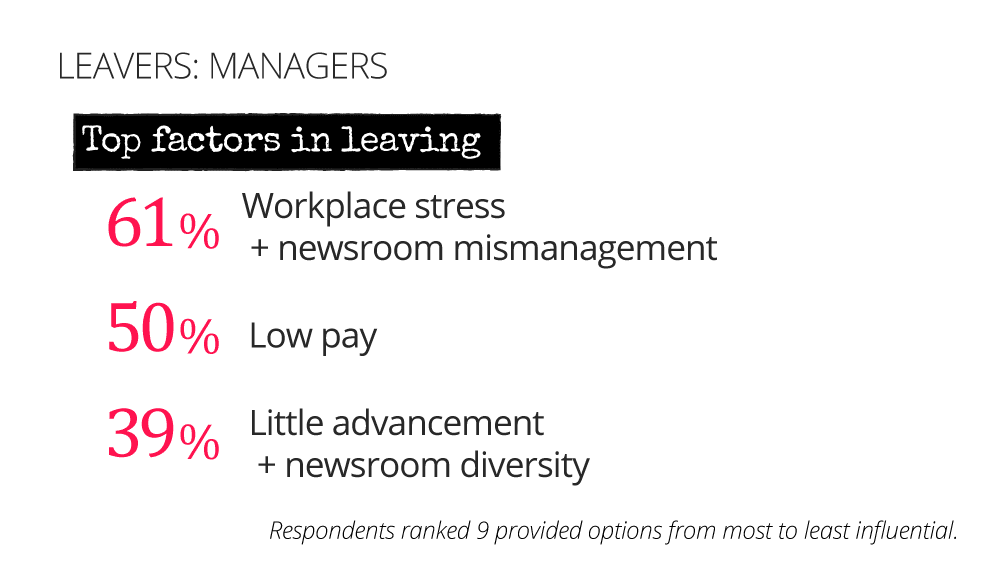 LEAVERS: MANAGERS
Top factors in leaving
61% Workplace stress
+ newsroom mismanagement
50% Low pay
39% Little advancement
+ newsroom diversity
Respondents ranked 9 provided options from most to least influential.